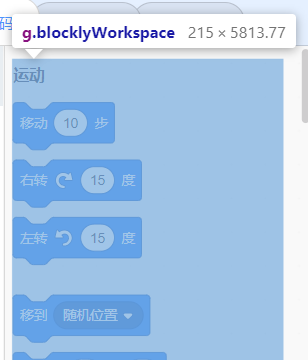 码
g.blocklyWorkspace 215 × 5813.77
运动
移动 10 步
右转 15 度
左转 15 度
移到 随机位置